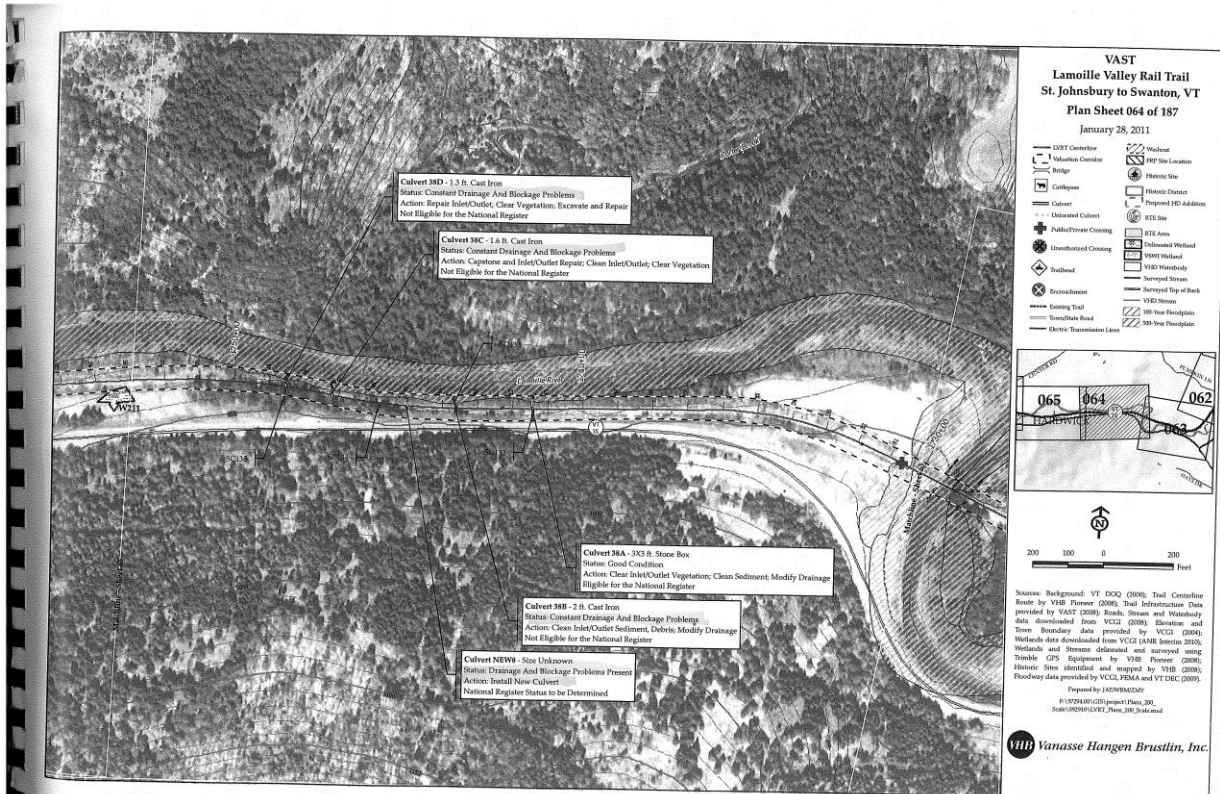 VAST
Lamoille Valley Rail Trail
St. Johnsbury to Swanton, VT
Plan Sheet 064 of 187
January 28, 2011
LVRT Centerline
Valuation Corridor
Bridge
Cattlepass
Culvert
Unlocated Culvert
Public/Private Crossing
Unauthorized Crossing
Trailhead
Encroachment
Existing Trail
Town/State Road
Electric Transmission Lines
Washout
FRP Site Location
Historic Site
Historic District
Proposed HD Addition
RTE Site
RTE Area
Delineated Wetland
VSWI Wetland
VHD Waterbody
Surveyed Stream
Surveyed Top of Bank
VHD Stream
100-Year Floodplain
500-Year Floodplain
Culvert 38D - 1.3 ft. Cast Iron
Status: Constant Drainage And Blockage Problems
Action: Repair Inlet/Outlet; Clear Vegetation; Excavate and Repair
Not Eligible for the National Register
Culvert 38C - 1.6 ft. Cast Iron
Status: Constant Drainage And Blockage Problems
Action: Capstone and Inlet/Outlet Repair; Clean Inlet/Outlet; Clear Vegetation
Not Eligible for the National Register
Lamoille River
W211
VT
15
Culvert 38A - 3X3 ft. Stone Box
Status: Good Condition
Action: Clear Inlet/Outlet Vegetation; Clean Sediment; Modify Drainage
Eligible for the National Register
Culvert 38B - 2 ft. Cast Iron
Status: Constant Drainage And Blockage Problems
Action: Clean Inlet/Outlet Sediment, Debris; Modify Drainage
Not Eligible for the National Register
Culvert NEW8 - Size Unknown
Status: Drainage And Blockage Problems Present
Action: Install New Culvert
National Register Status to be Determined
CENTER RD
065
064
062
HARDWICK
063
N
200 100 0 200
Feet
Sources: Background: VT DOQ (2000); Trail Centerline
Route by VHB Pioneer (2008); Trail Infrastructure Data
provided by VAST (2008); Roads, Stream and Waterbody
data downloaded from VCGI (2008); Elevation and
Town Boundary data provided by VCGI (2004);
Wetlands data downloaded from VCGI (ANR Interim 2010);
Wetlands and Streams delineated and surveyed using
Trimble GPS Equipment by VHB Pioneer (2008);
Historic Sites identified and mapped by VHB (2008);
Floodway data provided by VCGI, FEMA and VT DEC (2009).
Prepared by: JAT/WBM/ZMY
VHB Vanasse Hangen Brustlin, Inc.